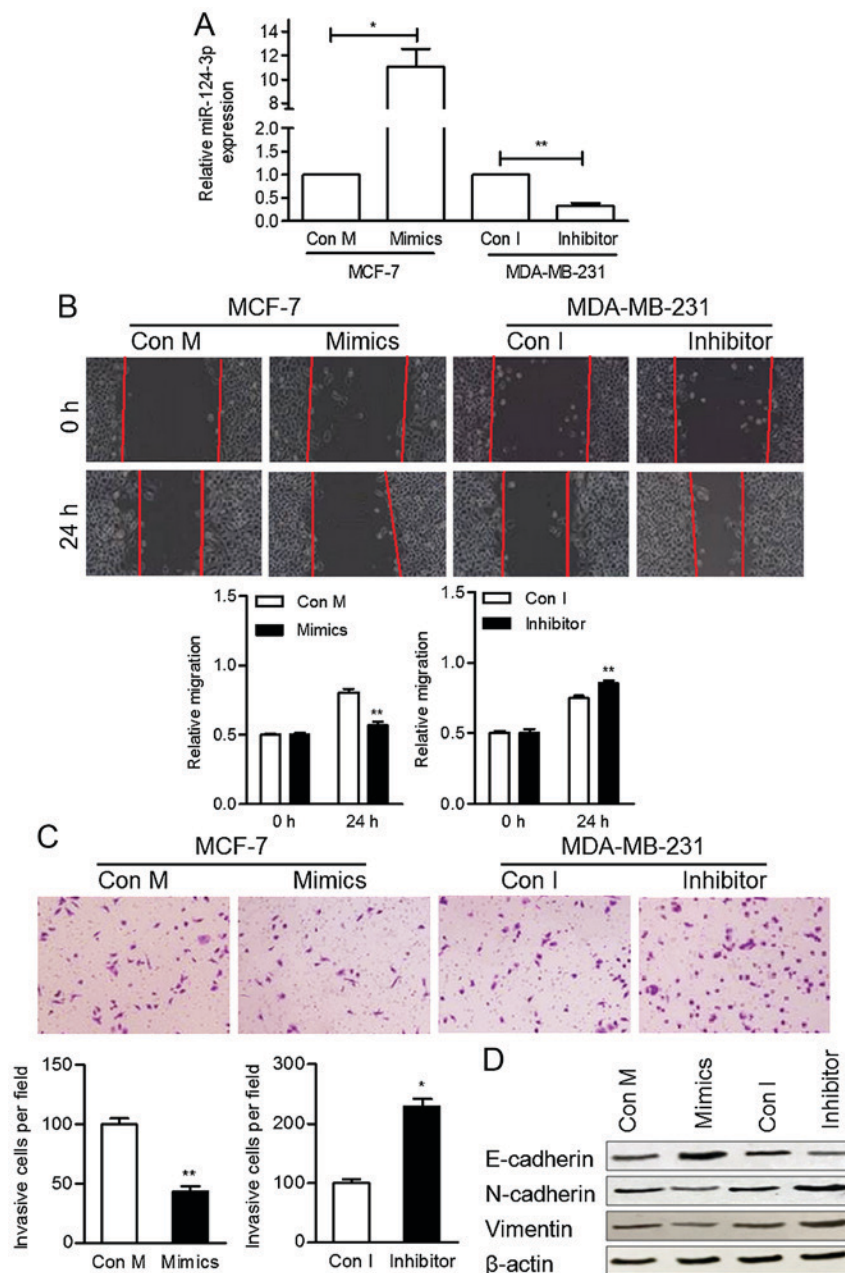 A
Relative miR-124-3p
expression
14
12
10
8
2.0
1.5
1.0
0.5
0.0
*
**
Con M Mimics Con I Inhibitor
MCF-7 MDA-MB-231
B
MCF-7 MDA-MB-231
Con M Mimics Con I Inhibitor
0 h
24 h
Relative migration
1.5
1.0
0.5
0.0
Con M
Mimics
**
0 h 24 h
Relative migration
1.5
1.0
0.5
0.0
Con I
Inhibitor
**
0 h 24 h
C
MCF-7 MDA-MB-231
Con M Mimics Con I Inhibitor
Invasive cells per field
150
100
50
0
**
Con M Mimics
Invasive cells per field
300
200
100
0
*
Con I Inhibitor
D
Con M Mimics Con I Inhibitor
E-cadherin
N-cadherin
Vimentin
β-actin